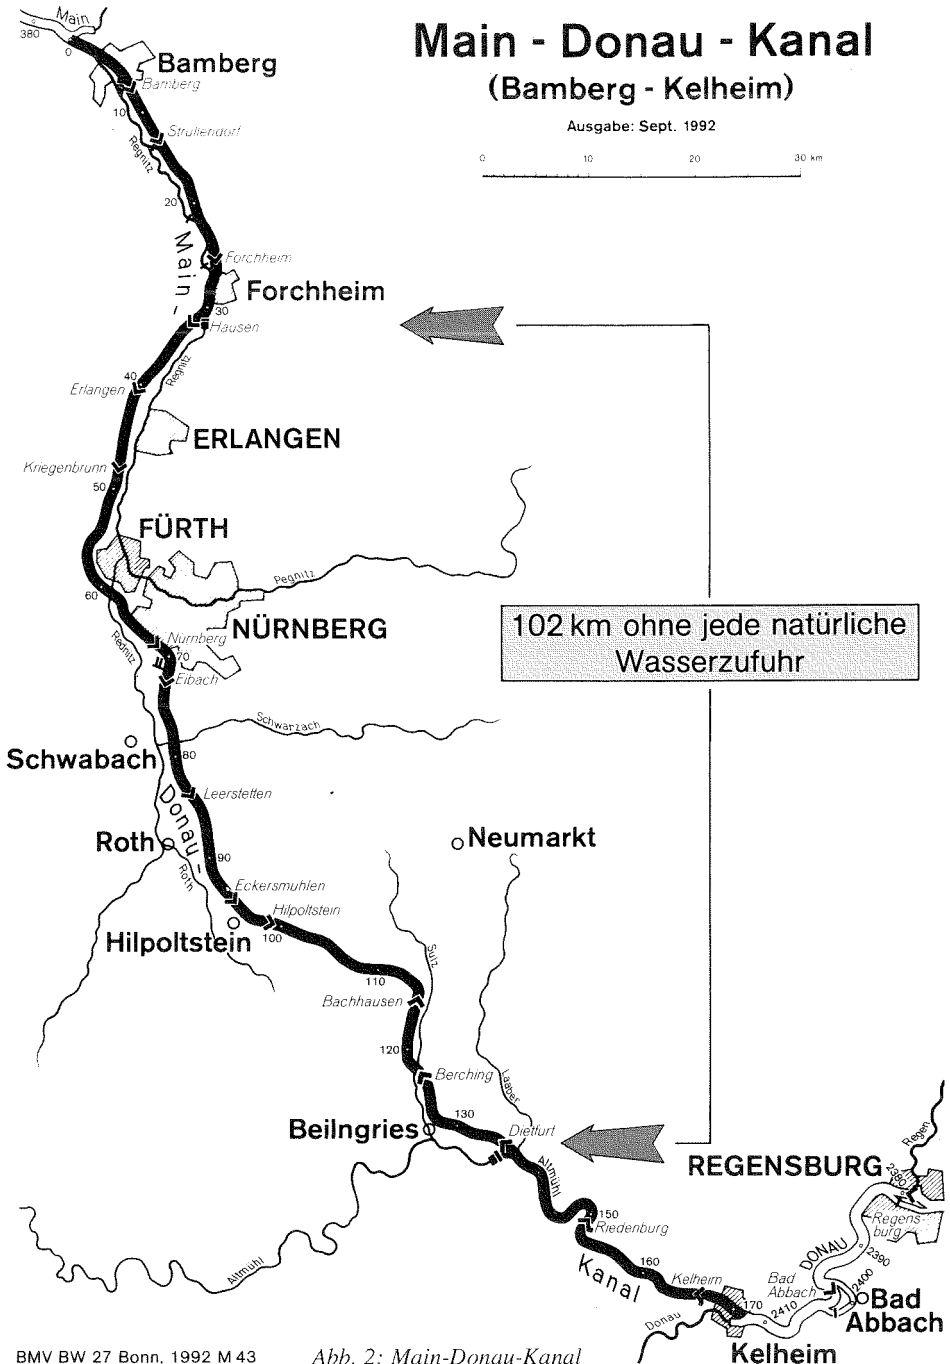 Main - Donau - Kanal
(Bamberg - Kelheim)
Ausgabe: Sept. 1992
0 10 20 30 km
Main
380
0
Bamberg
Bamberg
10
Strullendorf
Regnitz
20
Main-
Forchheim
Forchheim
30
Hausen
Regnitz
40
Erlangen
ERLANGEN
Kriegenbrunn
50
FÜRTH
Pegnitz
60
NÜRNBERG
Nürnberg
Rednitz
70
Eibach
102 km ohne jede natürliche
Wasserzufuhr
Schwarzach
Schwabach
80
Leerstetten
Donau-
Roth
Neumarkt
Roth
90
Eckersmuhlen
Hilpoltstein
Hilpoltstein
100
Sulz
110
Bachhausen
120
Berching
Laaber
Beilngries
130
Dietfurt
Altmühl
REGENSBURG
Regen
2380
Regens-
burg
150
Riedenburg
DONAU
2390
Altmühl
160
Kanal
Kelheim
Bad
Abbach
2400
Bad
Abbach
170
2410
Donau
Kelheim
BMV BW 27 Bonn, 1992 M 43
Abb. 2: Main-Donau-Kanal